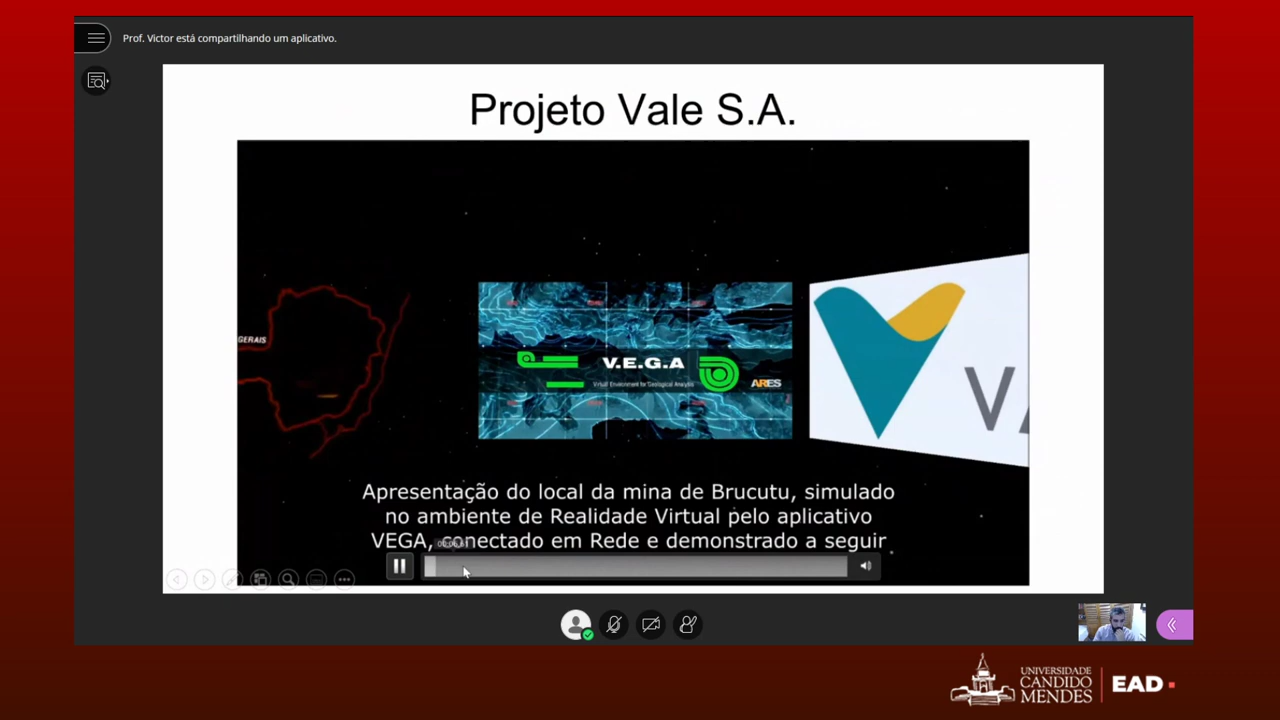 Prof. Victor está compartilhando um aplicativo.
Projeto Vale S.A.
GERAIS
V.E.G.A
Virtual Environment for Geological Analysis
ARES
VA
Apresentação do local da mina de Brucutu, simulado
no ambiente de Realidade Virtual pelo aplicativo
VEGA, conectado em Rede e demonstrado a seguir
UNIVERSIDADE
CANDIDO
MENDES
EAD